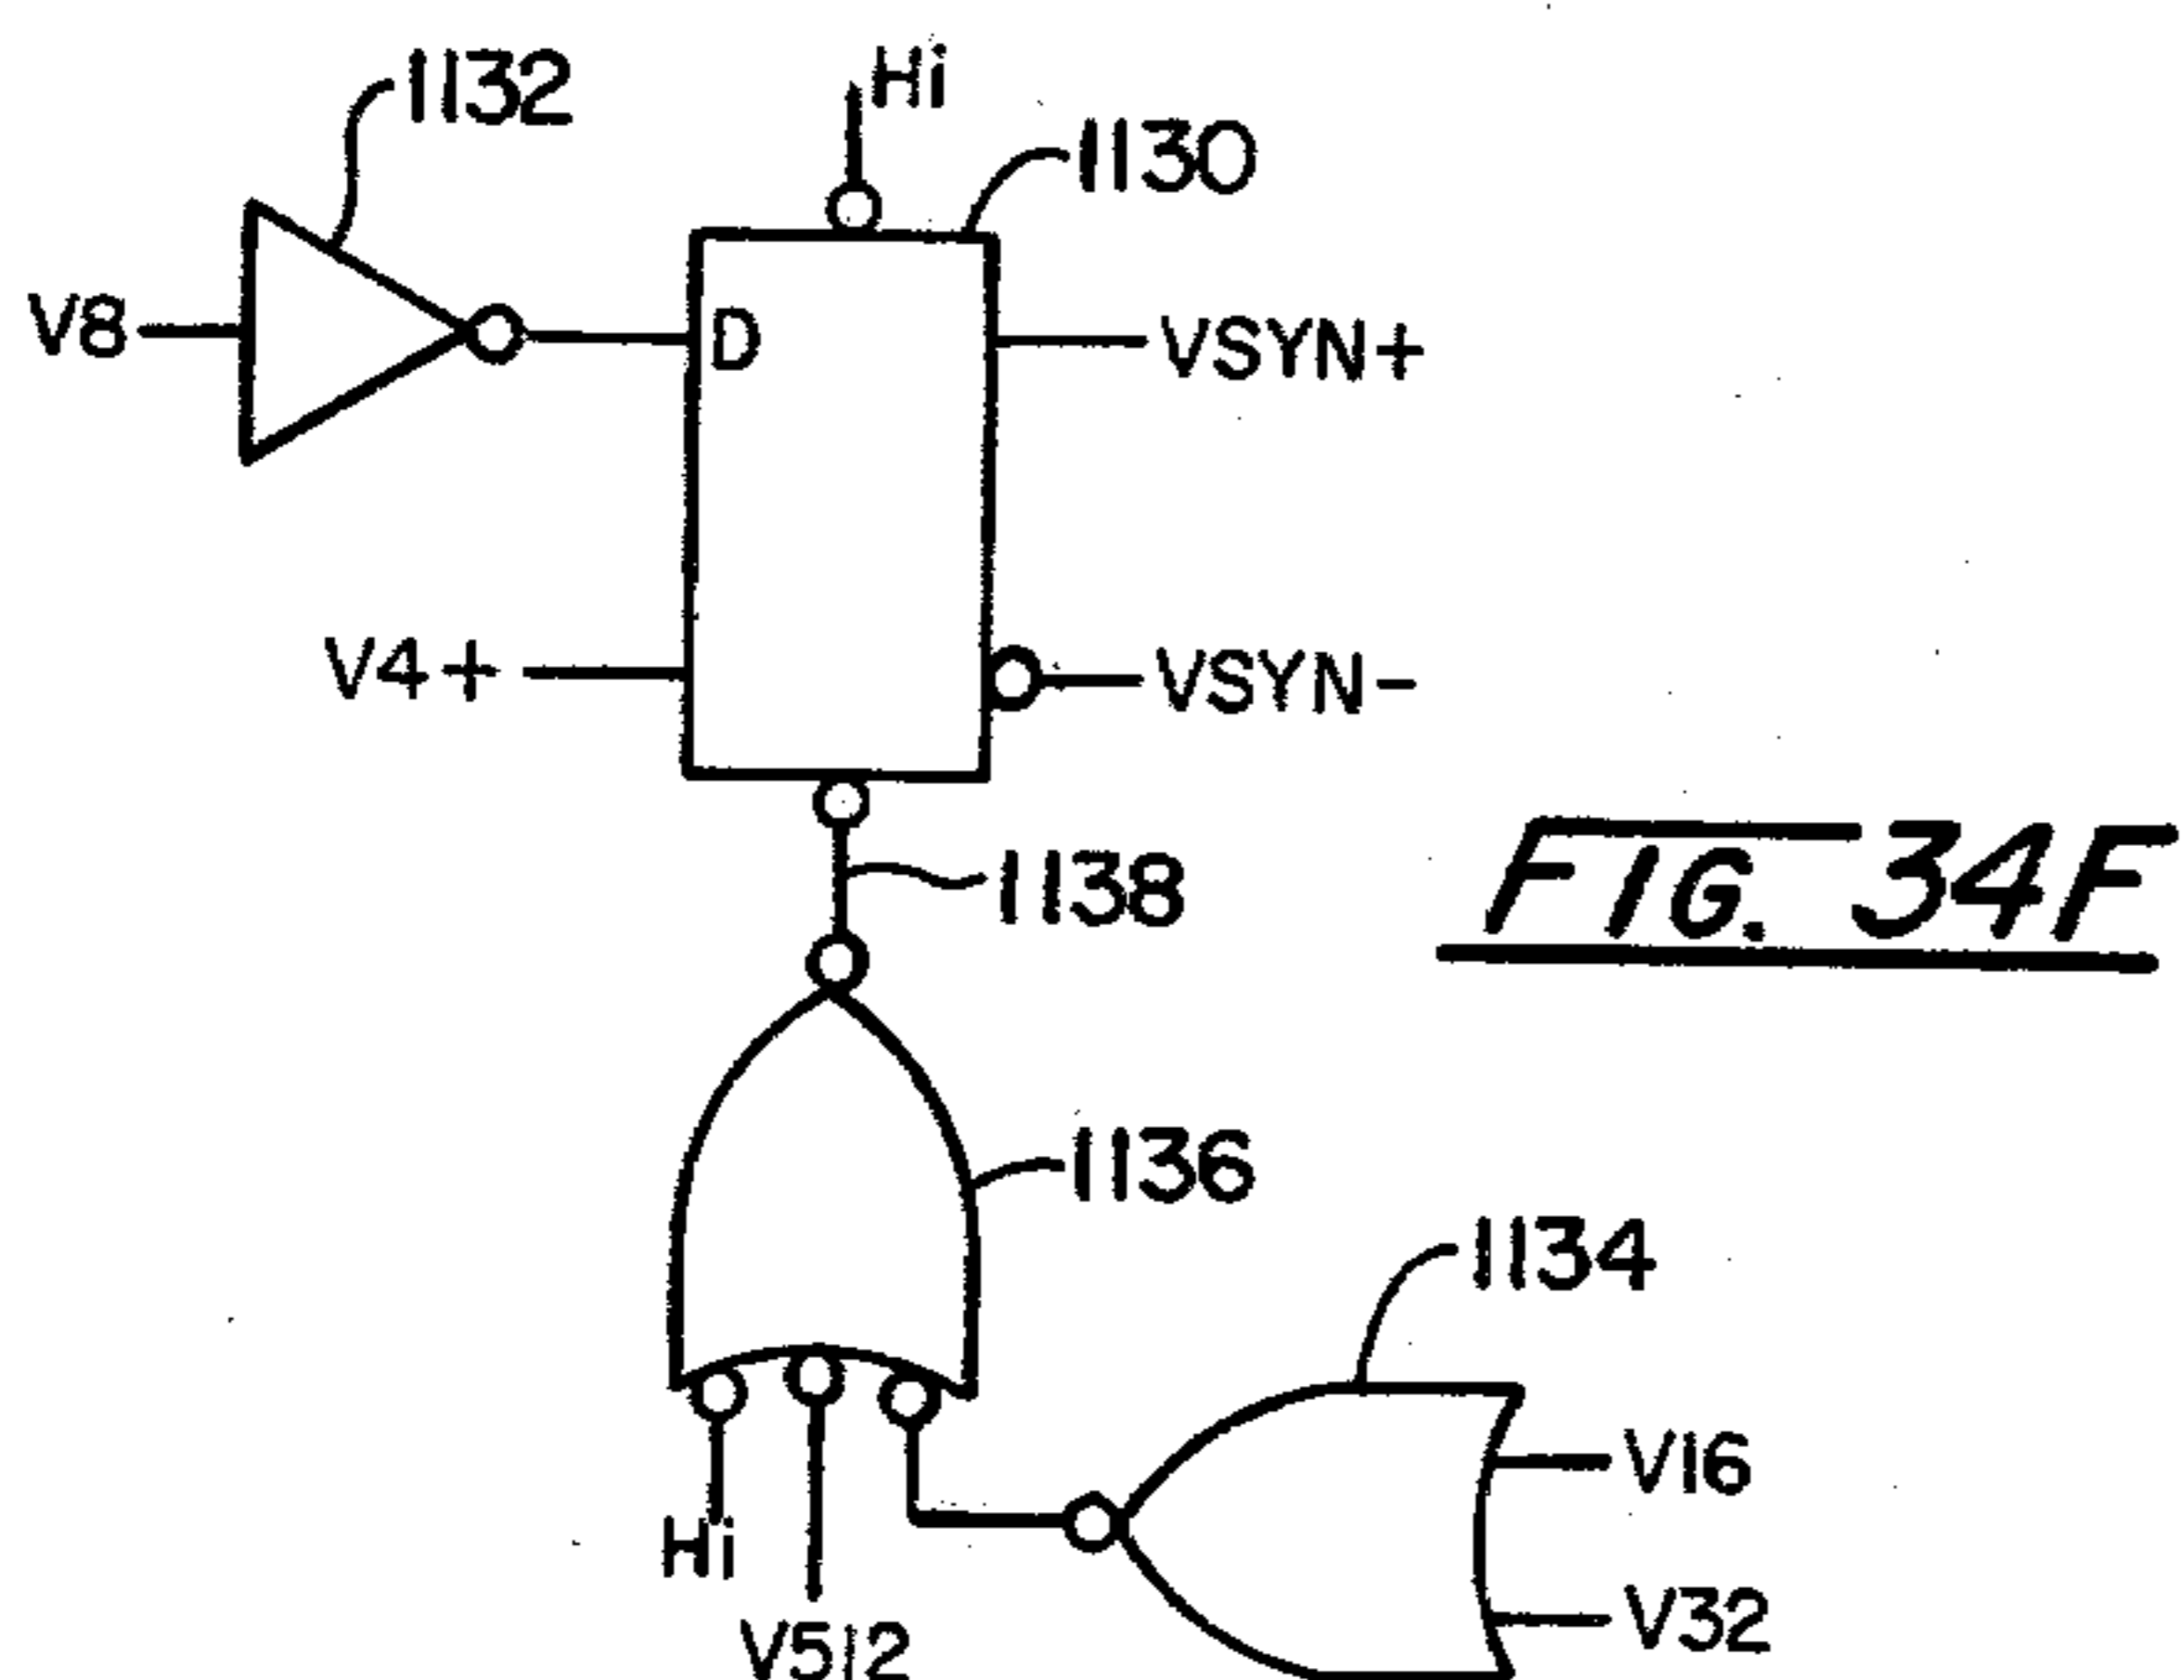 1132
Hi
1130
V8
D
VSYN+
V4+
VSYN-
1138
FIG. 34F
1136
1134
V16
Hi
V32
V512